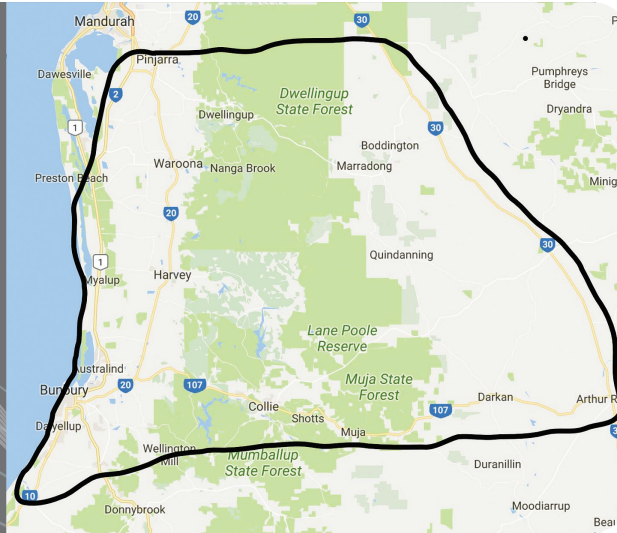 Mandurah
20
30
P
Pinjarra
Dawesville
Pumphreys
Bridge
2
Dwellingup
State Forest
Dryandra
Dwellingup
1
30
Boddington
Waroona
Nanga Brook
Marradong
Preston Beach
Minig
20
30
Quindanning
1
Myalup
Harvey
Lane Poole
Reserve
Australind
Muja State
Forest
Bunbury
20
107
Collie
107
Darkan
Arthur R
Shotts
Dalyellup
Muja
Wellington
Mill
Mumballup
State Forest
Duranillin
10
Donnybrook
Moodiarrup
Beau